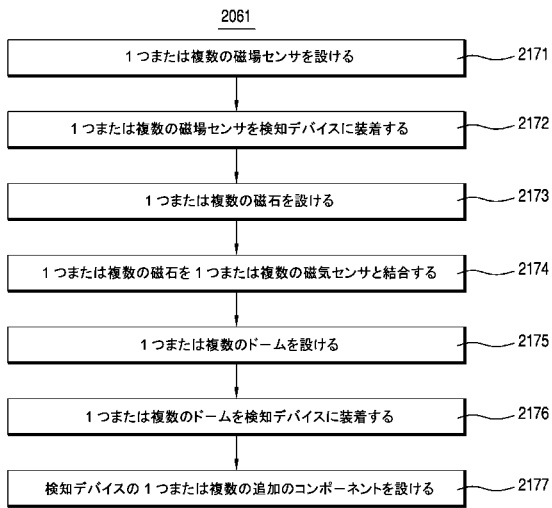 2061
1つまたは複数の磁場センサを設ける
2171
1つまたは複数の磁場センサを検知デバイスに装着する
2172
1つまたは複数の磁石を設ける
2173
1つまたは複数の磁石を1つまたは複数の磁気センサと結合する
2174
1つまたは複数のドームを設ける
2175
1つまたは複数のドームを検知デバイスに装着する
2176
検知デバイスの1つまたは複数の追加のコンポーネントを設ける
2177